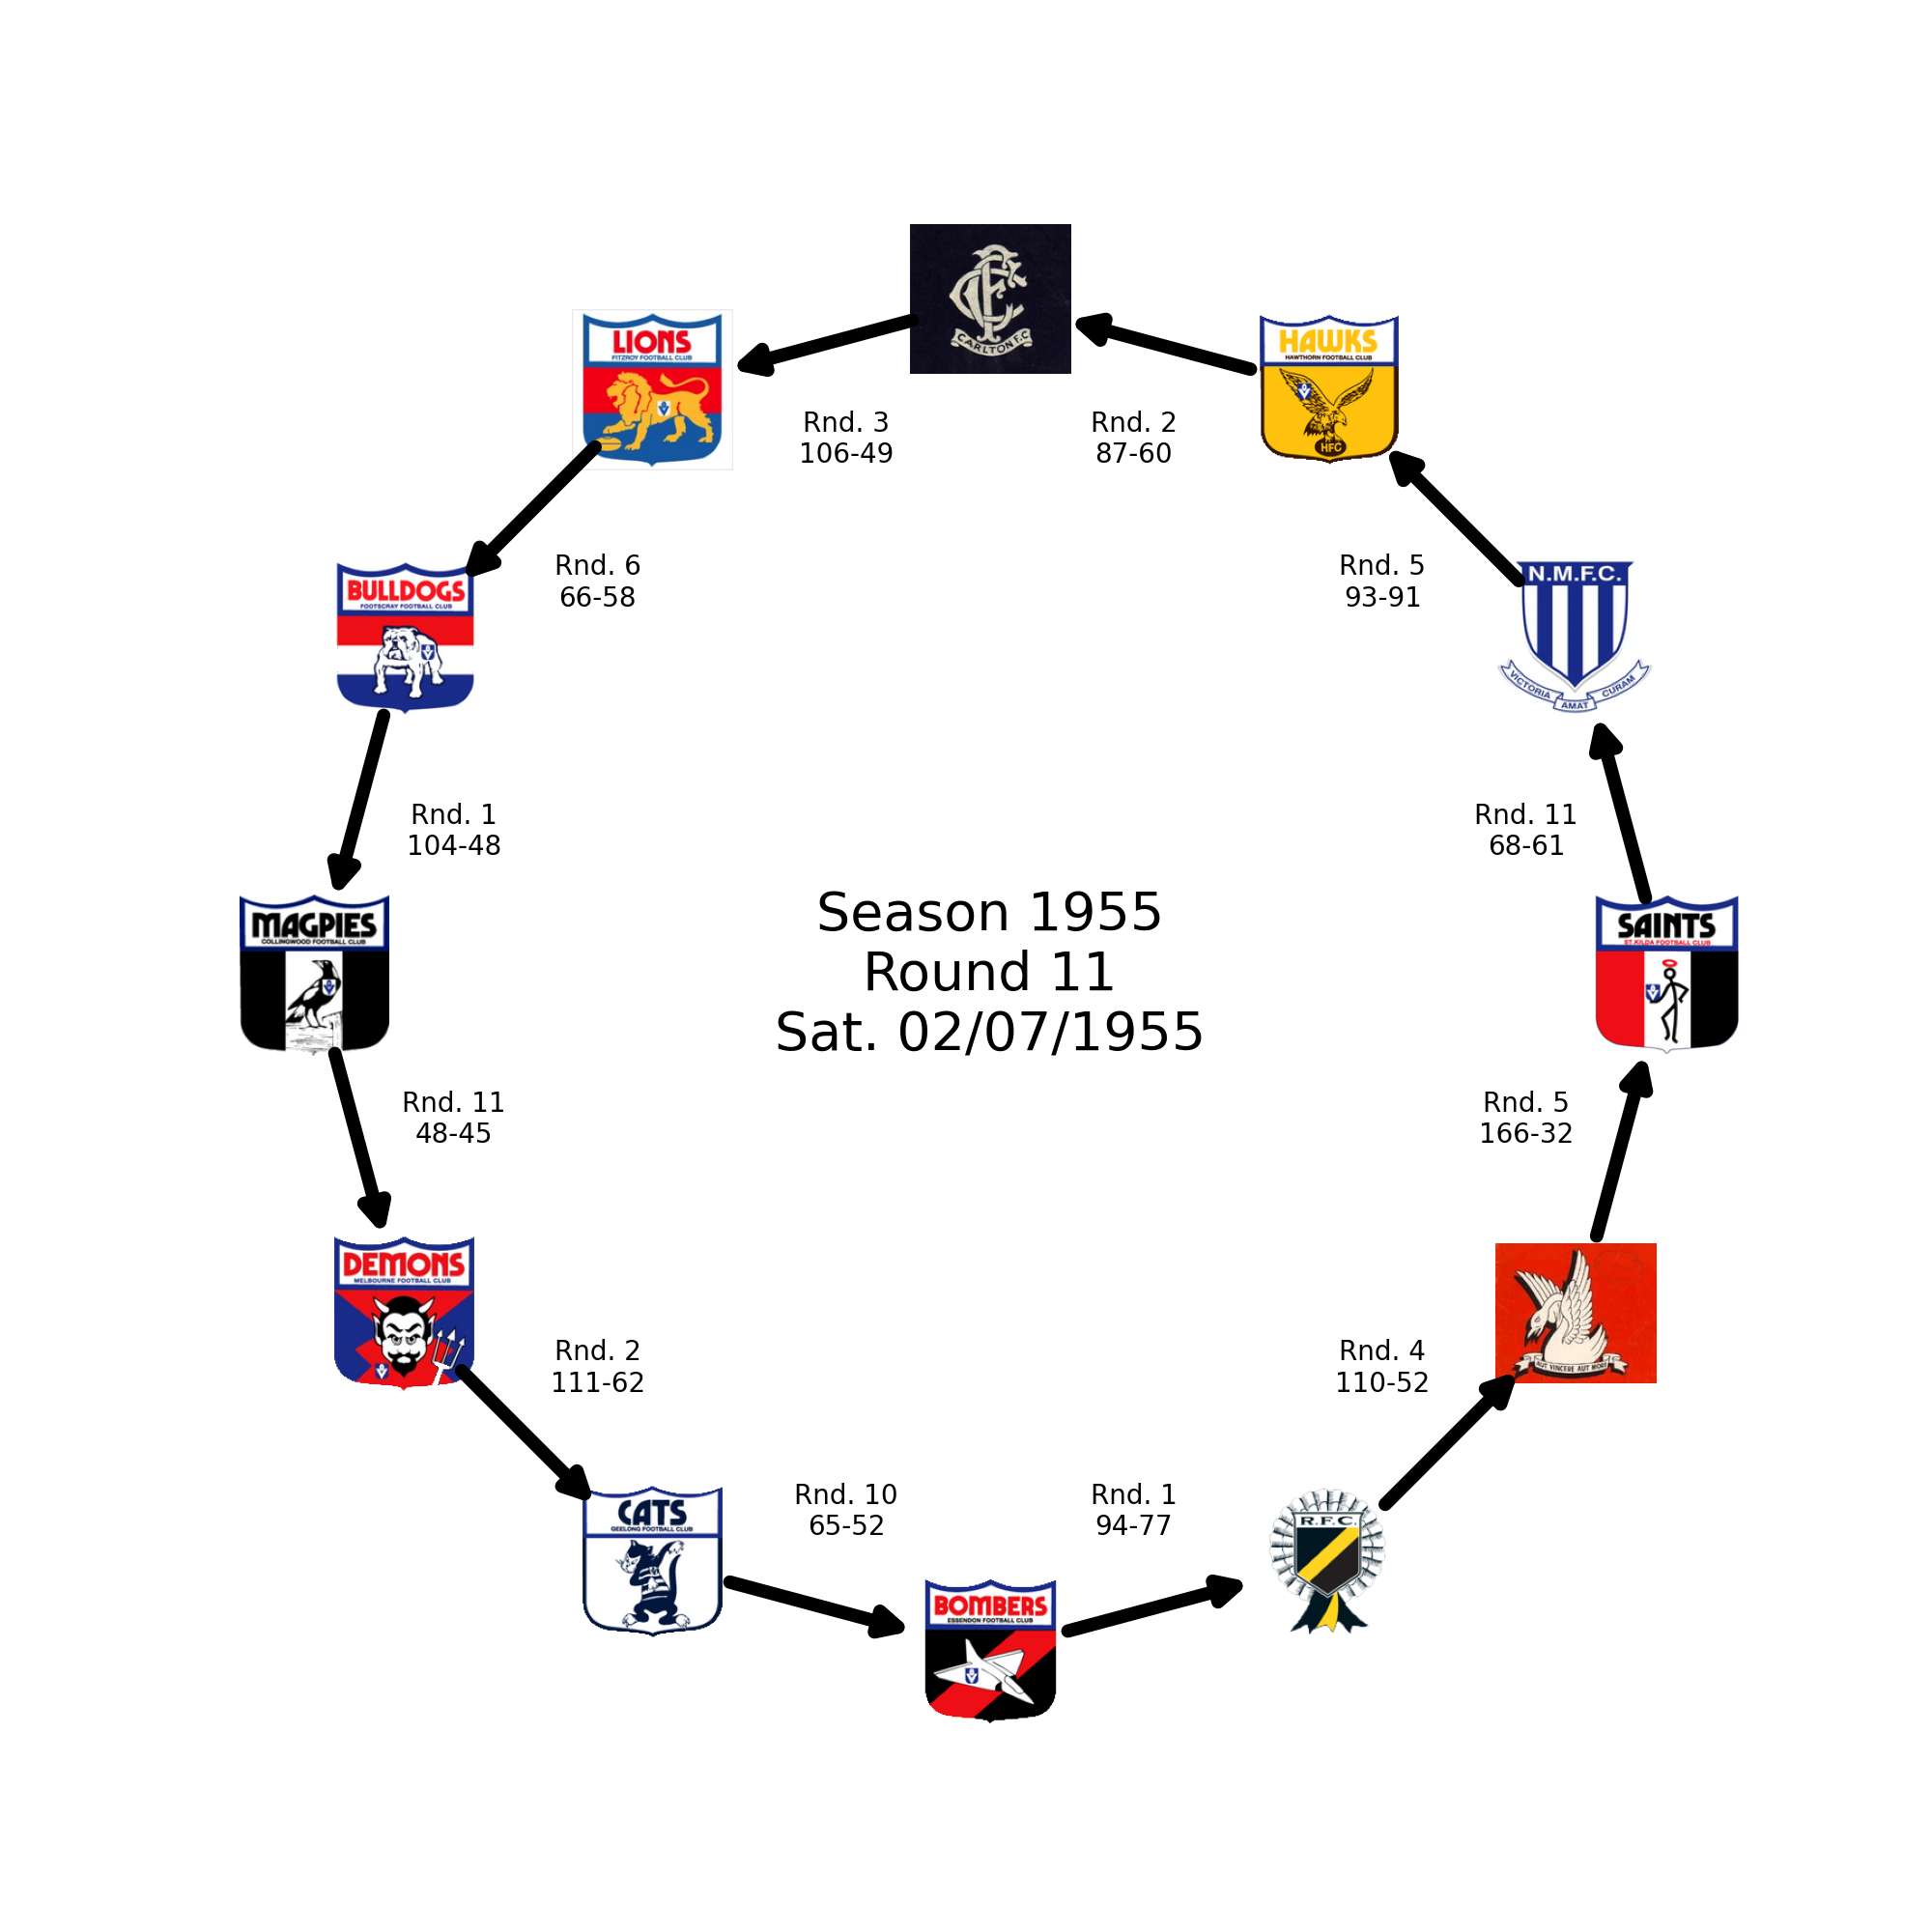 CARLTON F.C
LIONS
FITZROY FOOTBALL CLUB
HAWKS
HAWTHORN FOOTBALL CLUB
HFC
Rnd. 3
106-49
Rnd. 2
87-60
BULLDOGS
FOOTSCRAY FOOTBALL CLUB
Rnd. 6
66-58
Rnd. 5
93-91
N.M.F.C.
VICTORIA
AMAT
CURAM
Rnd. 1
104-48
Rnd. 11
68-61
MAGPIES
COLLINGWOOD FOOTBALL CLUB
Season 1955
Round 11
Sat. 02/07/1955
SAINTS
ST.KILDA FOOTBALL CLUB
Rnd. 11
48-45
Rnd. 5
166-32
DEMONS
MELBOURNE FOOTBALL CLUB
Rnd. 2
111-62
Rnd. 4
110-52
AUT VINCERE AUT MORI
CATS
GEELONG FOOTBALL CLUB
Rnd. 10
65-52
Rnd. 1
94-77
R.F.C.
BOMBERS
ESSENDON FOOTBALL CLUB